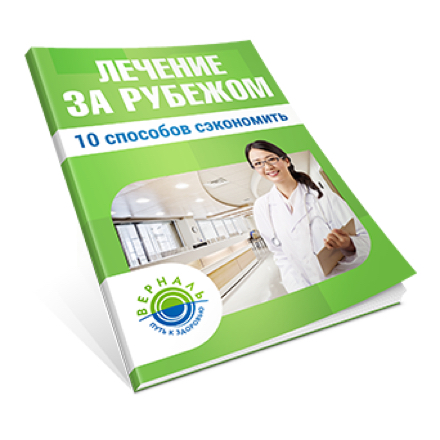 ЛЕЧЕНИЕ
ЗА РУБЕЖОМ
10 способов сэкономить
ВЕРНАЛЬ
ПУТЬ К ЗДОРОВЬЮ